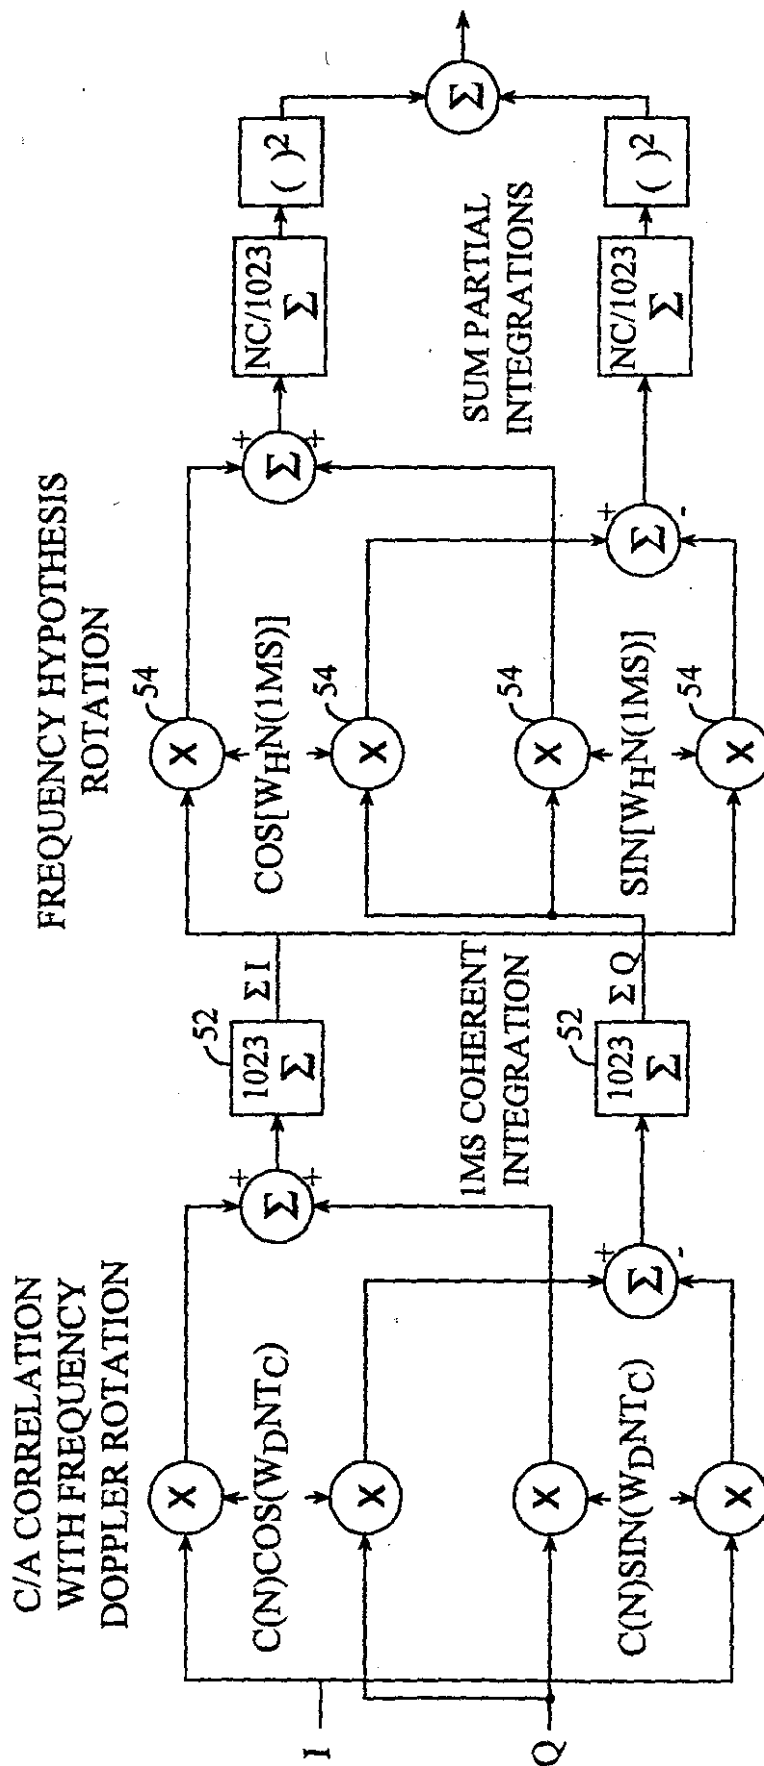 C/A CORRELATION
WITH FREQUENCY
DOPPLER ROTATION
I
Q
X
C(N)COS(WDNTC)
X
X
C(N)SIN(WDNTC)
X
+
Σ
+
+
Σ
-
52
1023
Σ
Σ I
1MS COHERENT
INTEGRATION
52
1023
Σ
Σ Q
FREQUENCY HYPOTHESIS
ROTATION
X
54
COS[WHN(1MS)]
X
54
X
54
SIN[WHN(1MS)]
X
54
+
Σ
+
+
Σ
-
NC/1023
Σ
( )2
SUM PARTIAL
INTEGRATIONS
NC/1023
Σ
( )2
Σ